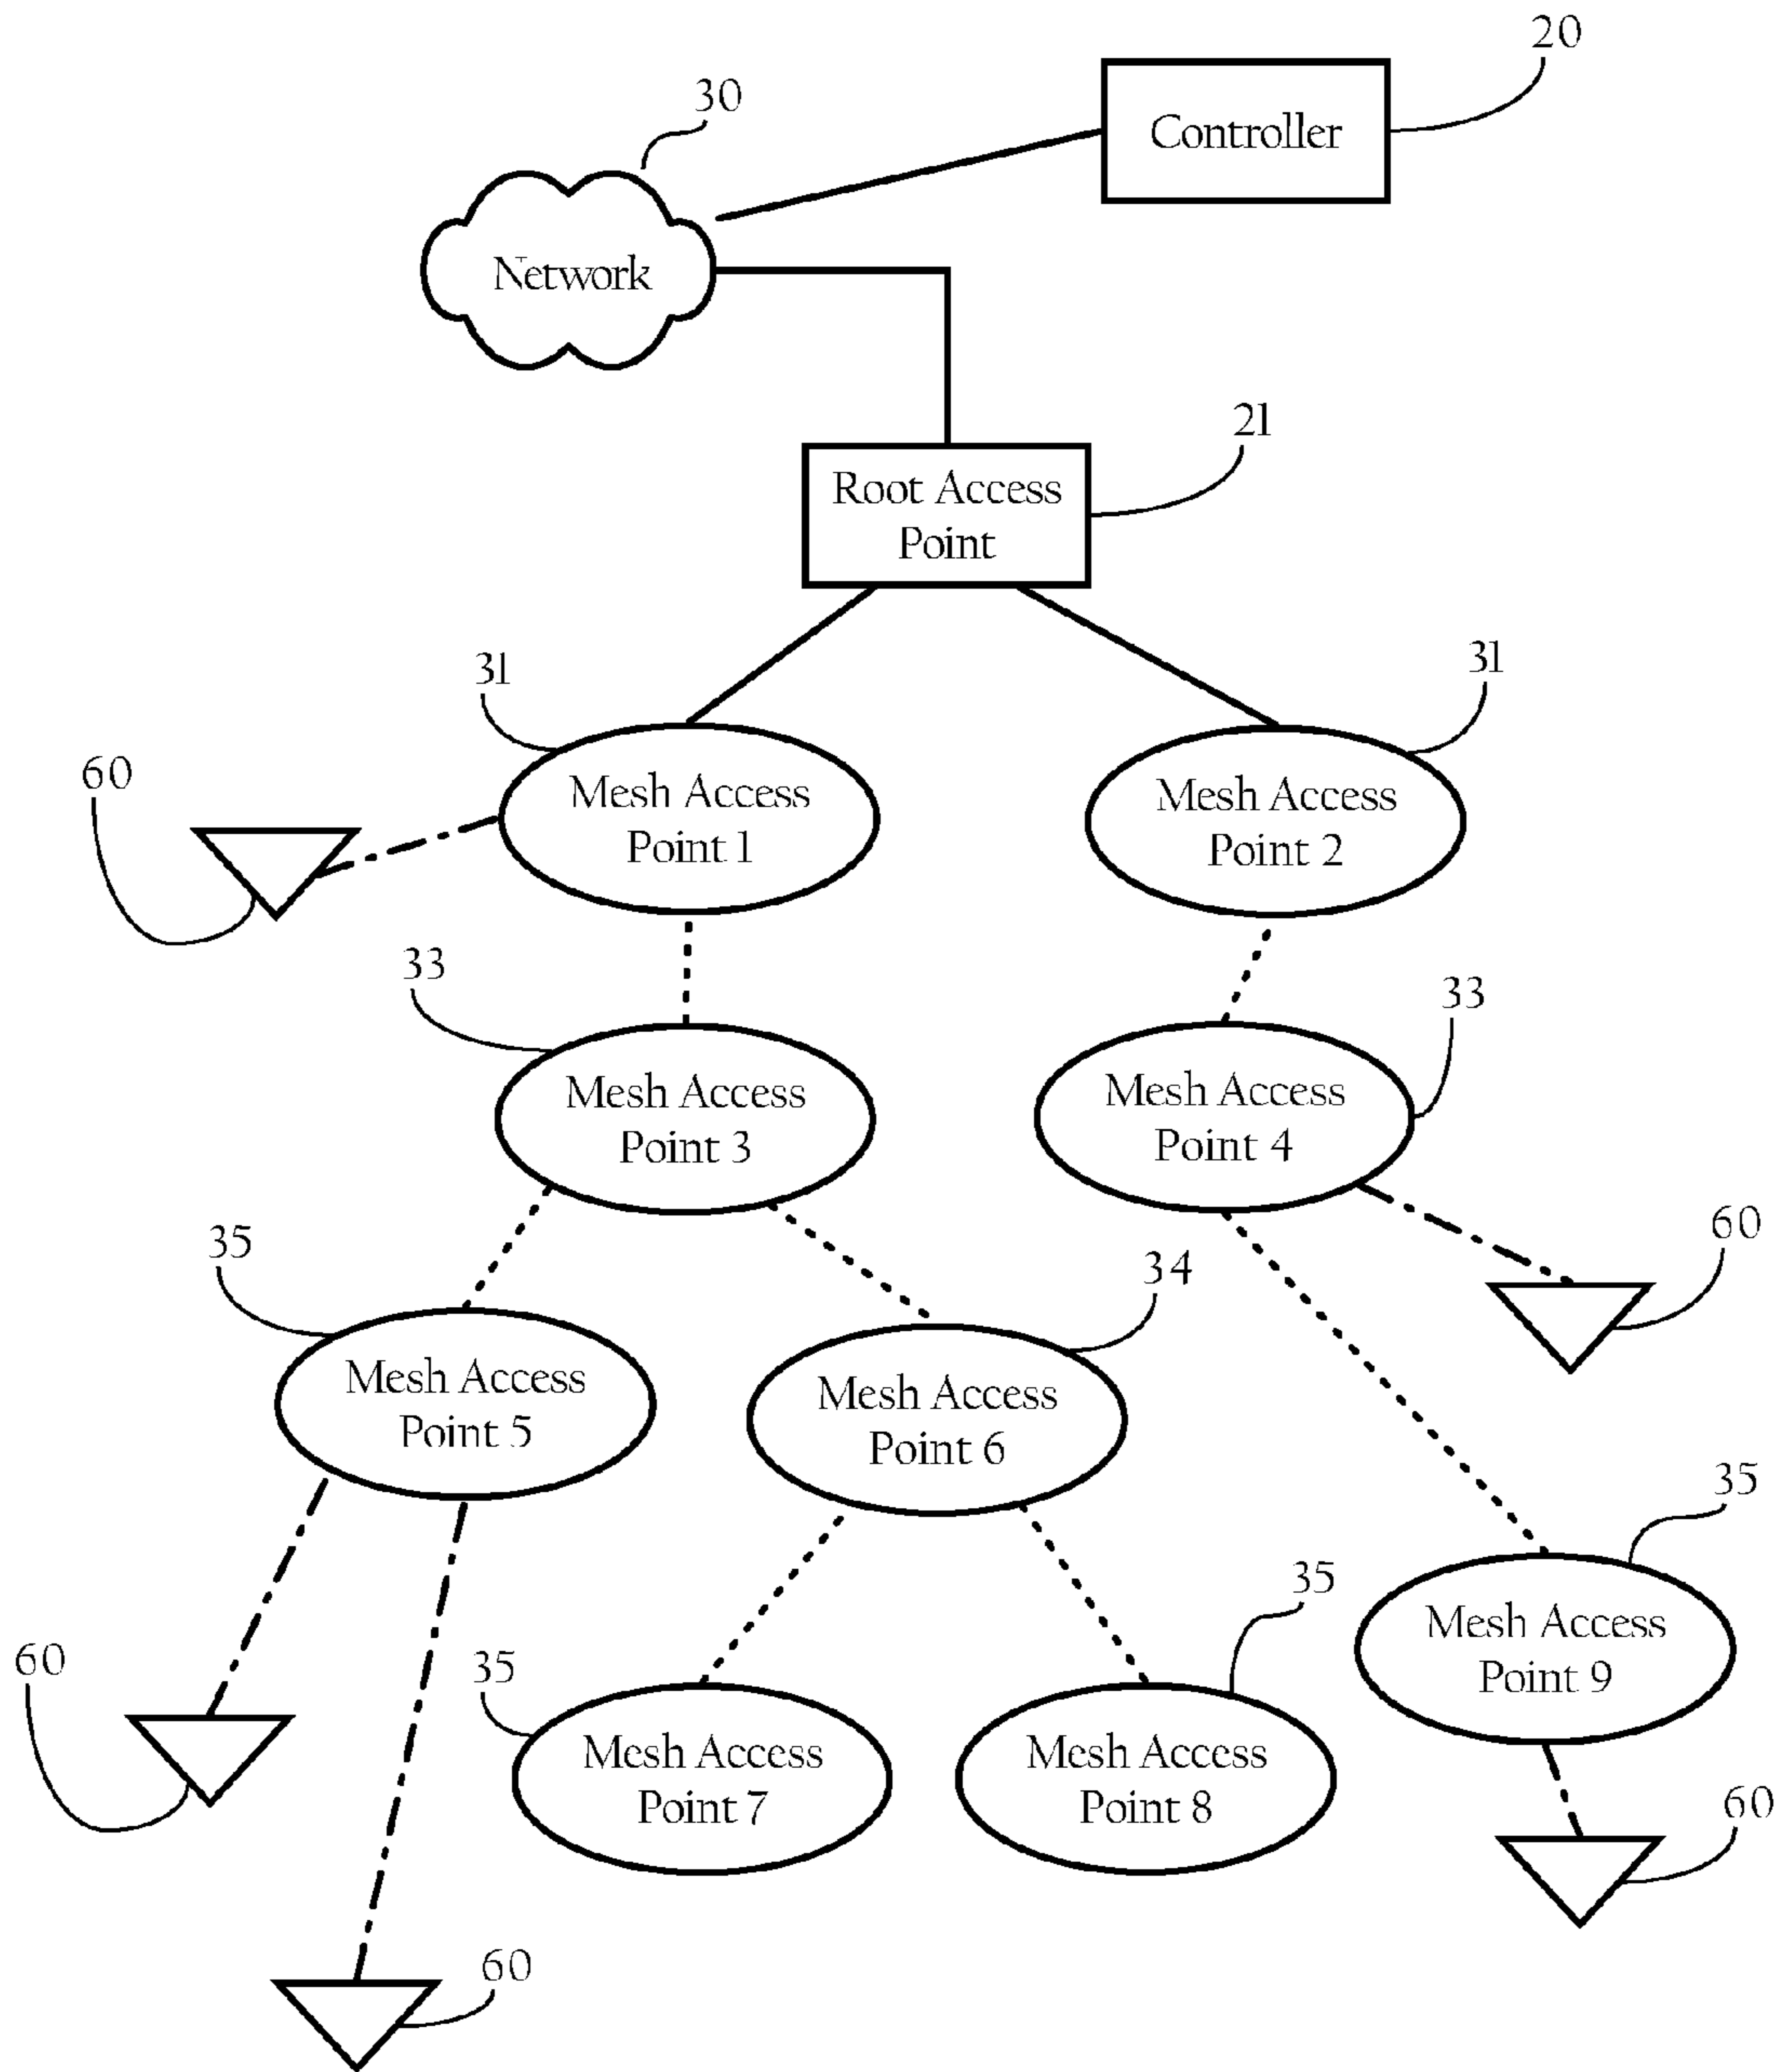 20
30
Controller
Network
21
Root Access
Point
31
31
60
Mesh Access
Point 1
Mesh Access
Point 2
33
33
Mesh Access
Point 3
Mesh Access
Point 4
35
34
60
Mesh Access
Point 5
Mesh Access
Point 6
35
35
60
35
Mesh Access
Point 9
Mesh Access
Point 7
Mesh Access
Point 8
60
60